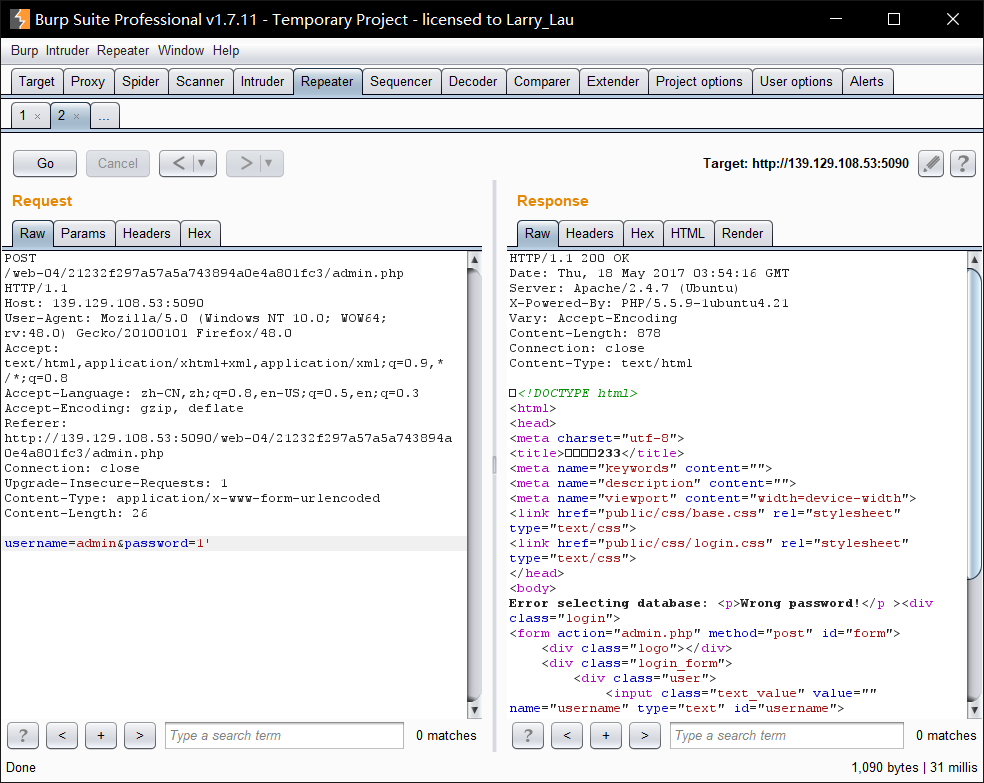 Burp Suite Professional v1.7.11 - Temporary Project - licensed to Larry_Lau
Burp Intruder Repeater Window Help
Target Proxy Spider Scanner Intruder Repeater Sequencer Decoder Comparer Extender Project options User options Alerts
1 × 2 × ...
Go Cancel < > Target: http://139.129.108.53:5090 ?
Request
Raw Params Headers Hex
POST
/web-04/21232f297a57a5a743894a0e4a801fc3/admin.php
HTTP/1.1
Host: 139.129.108.53:5090
User-Agent: Mozilla/5.0 (Windows NT 10.0; WOW64;
rv:48.0) Gecko/20100101 Firefox/48.0
Accept:
text/html,application/xhtml+xml,application/xml;q=0.9,*
/*;q=0.8
Accept-Language: zh-CN,zh;q=0.8,en-US;q=0.5,en;q=0.3
Accept-Encoding: gzip, deflate
Referer:
http://139.129.108.53:5090/web-04/21232f297a57a5a743894a
0e4a801fc3/admin.php
Connection: close
Upgrade-Insecure-Requests: 1
Content-Type: application/x-www-form-urlencoded
Content-Length: 26
username=admin&password=1'
? < + > Type a search term 0 matches
Response
Raw Headers Hex HTML Render
HTTP/1.1 200 OK
Date: Thu, 18 May 2017 03:54:16 GMT
Server: Apache/2.4.7 (Ubuntu)
X-Powered-By: PHP/5.5.9-1ubuntu4.21
Vary: Accept-Encoding
Content-Length: 878
Connection: close
Content-Type: text/html
□<!DOCTYPE html>
<html>
<head>
<meta charset="utf-8">
<title>□□□□233</title>
<meta name="keywords" content="">
<meta name="description" content="">
<meta name="viewport" content="width=device-width">
<link href="public/css/base.css" rel="stylesheet"
type="text/css">
<link href="public/css/login.css" rel="stylesheet"
type="text/css">
</head>
<body>
Error selecting database: <p>Wrong password!</p ><div
class="login">
<form action="admin.php" method="post" id="form">
<div class="logo"></div>
<div class="login_form">
<div class="user">
<input class="text_value" value=""
name="username" type="text" id="username">
? < + > Type a search term 0 matches
Done 1,090 bytes | 31 millis